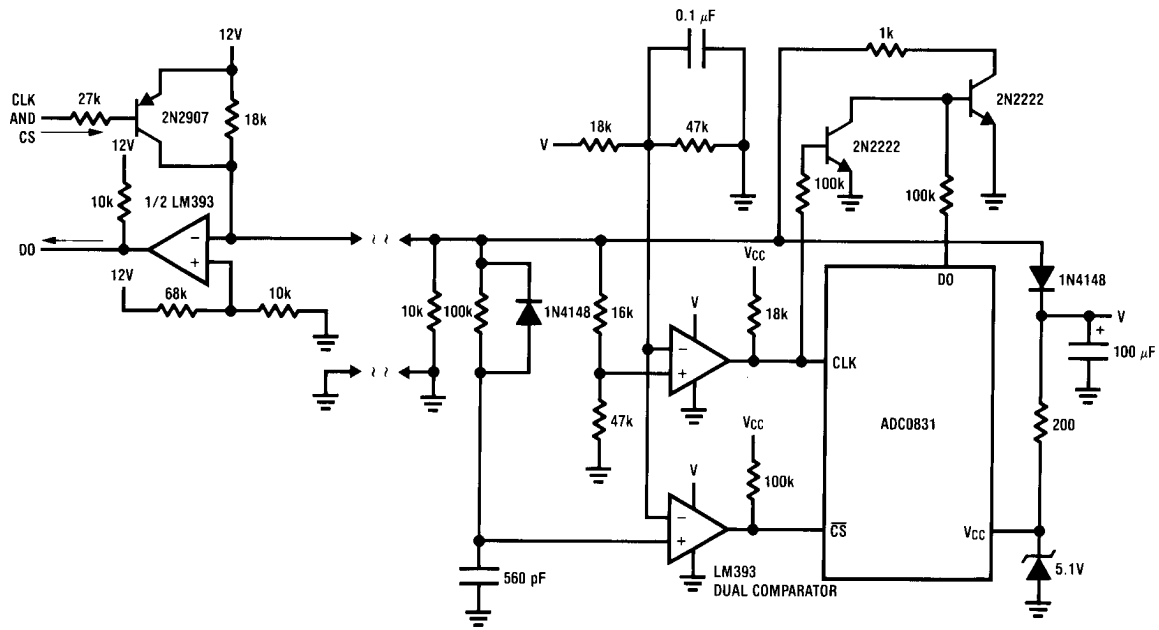 12V
CLK
AND
CS
27k
2N2907
18k
12V
10k
1/2 LM393
DO
12V
68k
10k
−
+
0.1 µF
V
18k
47k
1k
2N2222
2N2222
100k
100k
10k
100k
1N4148
16k
47k
V
−
+
VCC
18k
CLK
DO
ADC0831
1N4148
V
+
100 µF
200
V
−
+
VCC
100k
CS
VCC
5.1V
560 pF
LM393
DUAL COMPARATOR